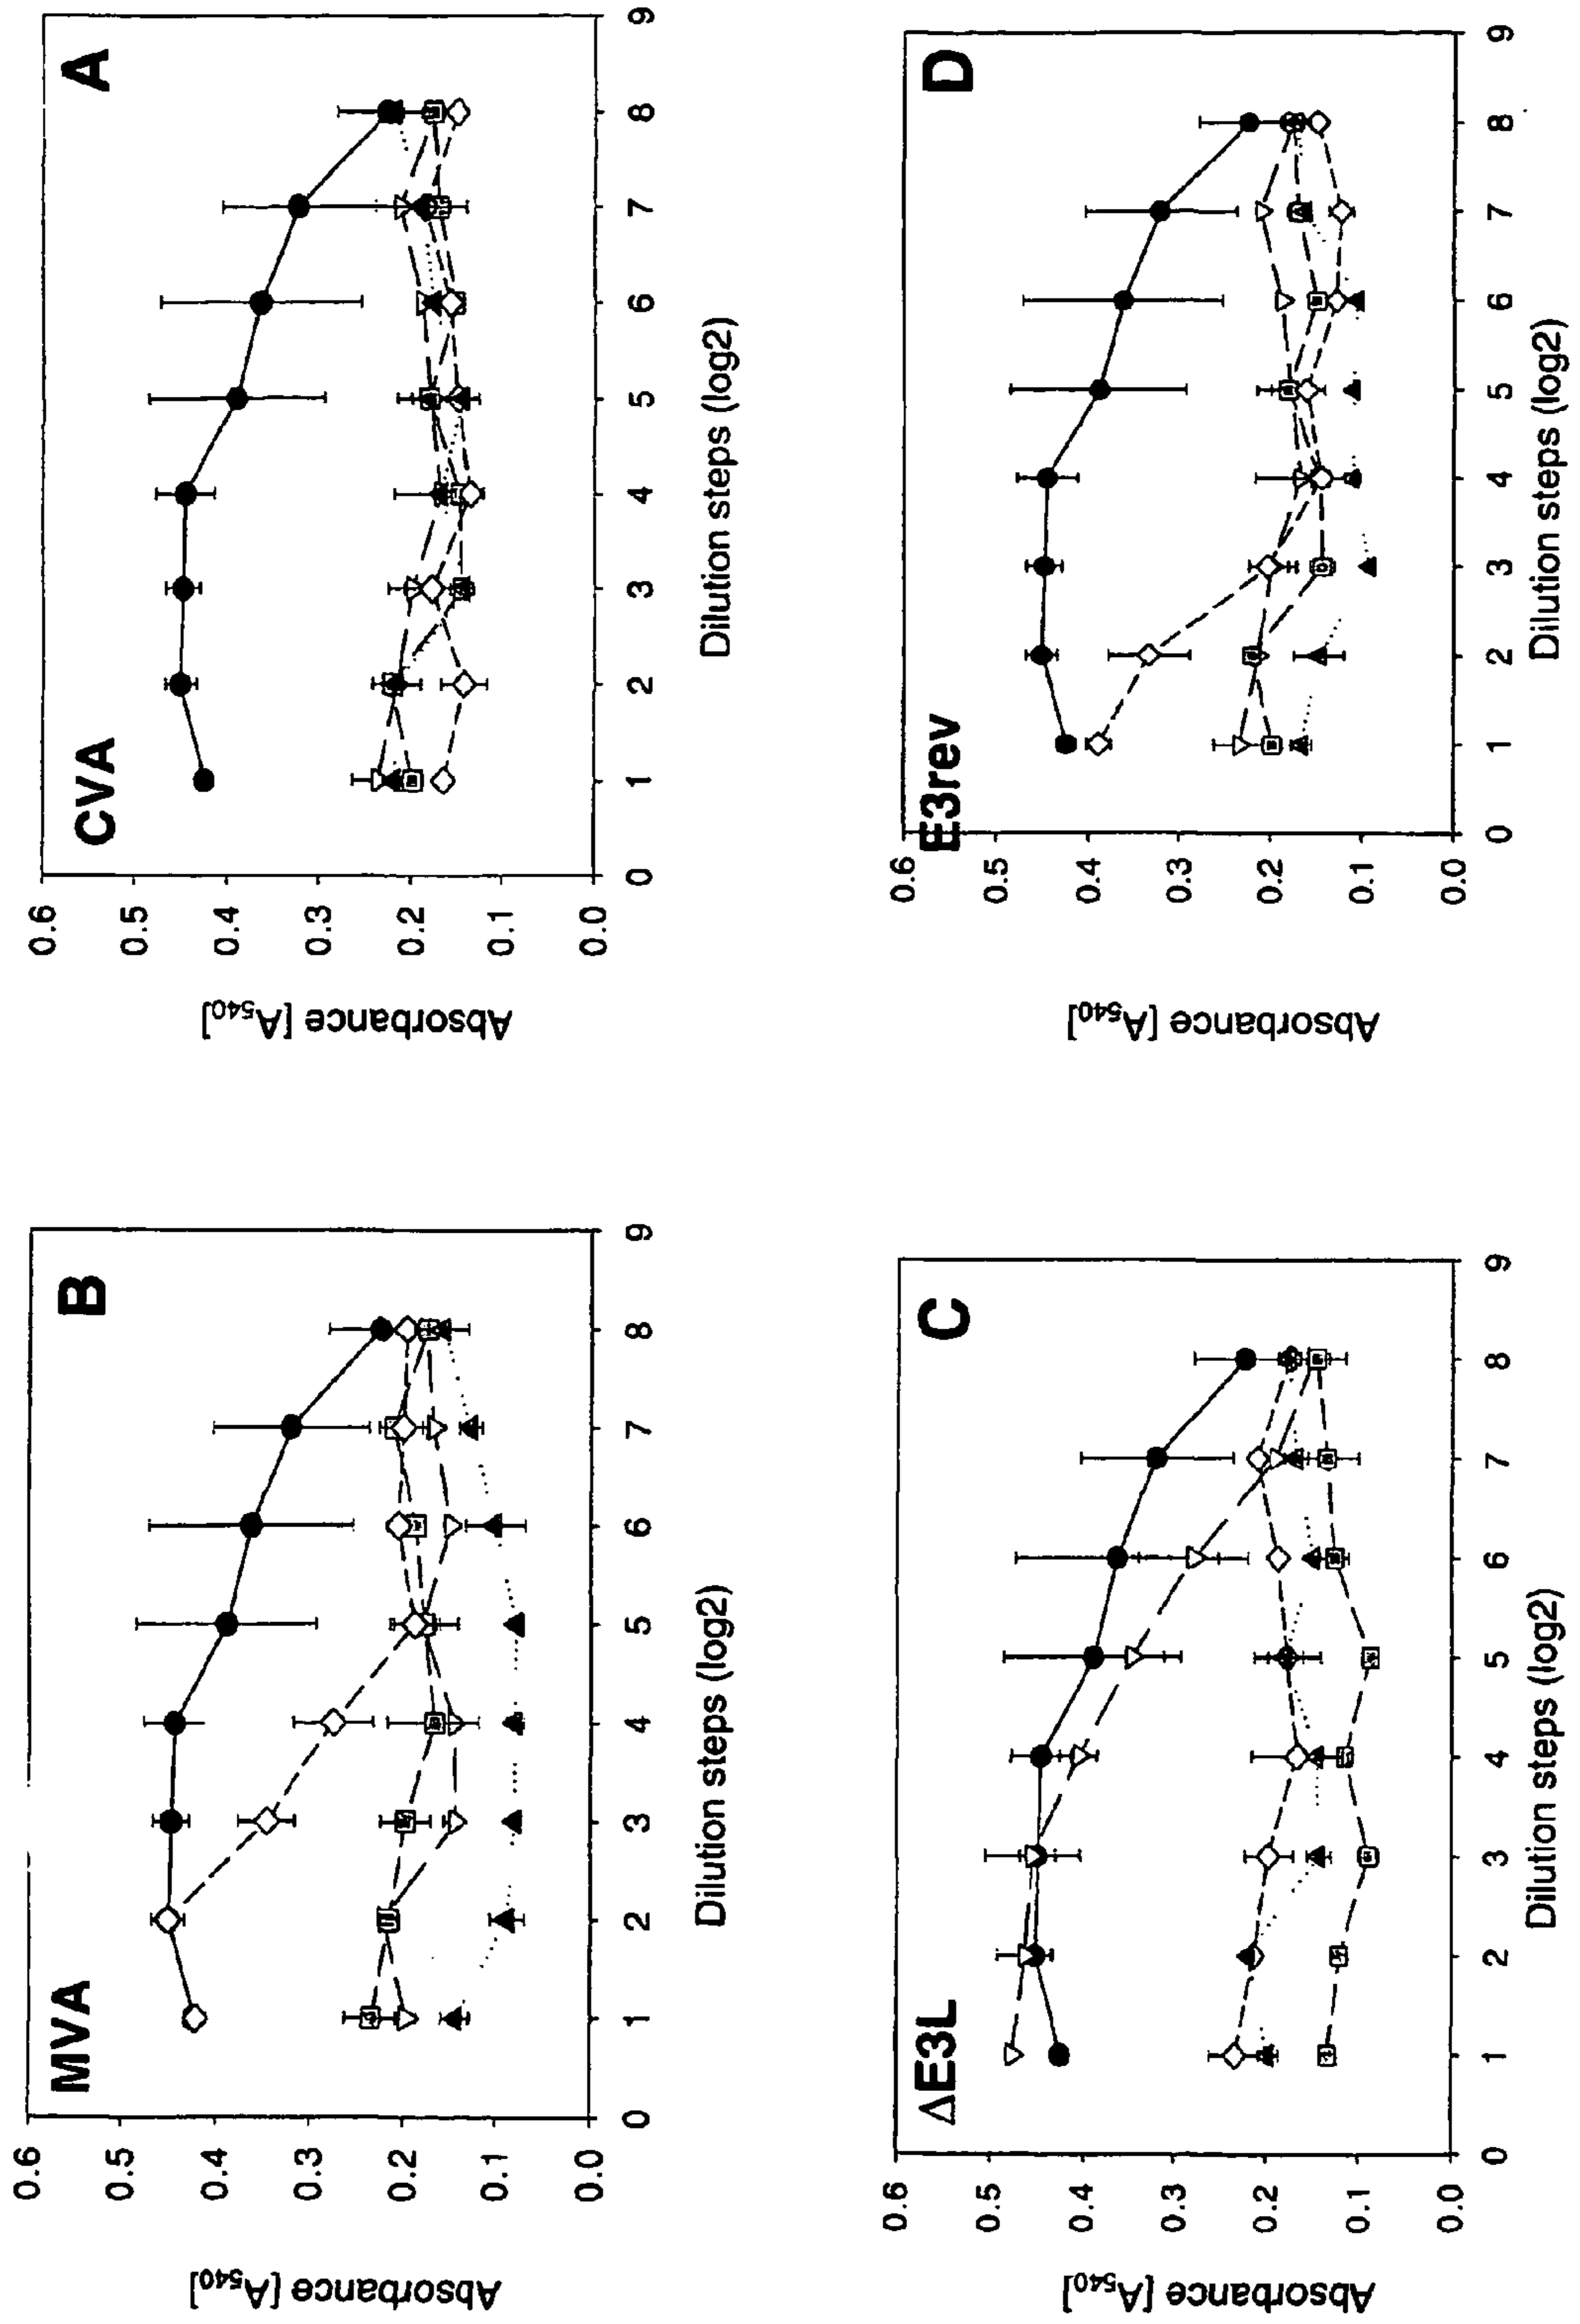 A
CVA
0.6
0.5
0.4
0.3
0.2
0.1
0.0
Absorbance [A540]
0 1 2 3 4 5 6 7 8 9
Dilution steps (log2)
B
MVA
0.6
0.5
0.4
0.3
0.2
0.1
0.0
Absorbance [A540]
0 1 2 3 4 5 6 7 8 9
Dilution steps (log2)
C
ΔE3L
0.6
0.5
0.4
0.3
0.2
0.1
0.0
Absorbance [A540]
0 1 2 3 4 5 6 7 8 9
Dilution steps (log2)
D
E3rev
0.6
0.5
0.4
0.3
0.2
0.1
0.0
Absorbance [A540]
0 1 2 3 4 5 6 7 8 9
Dilution steps (log2)